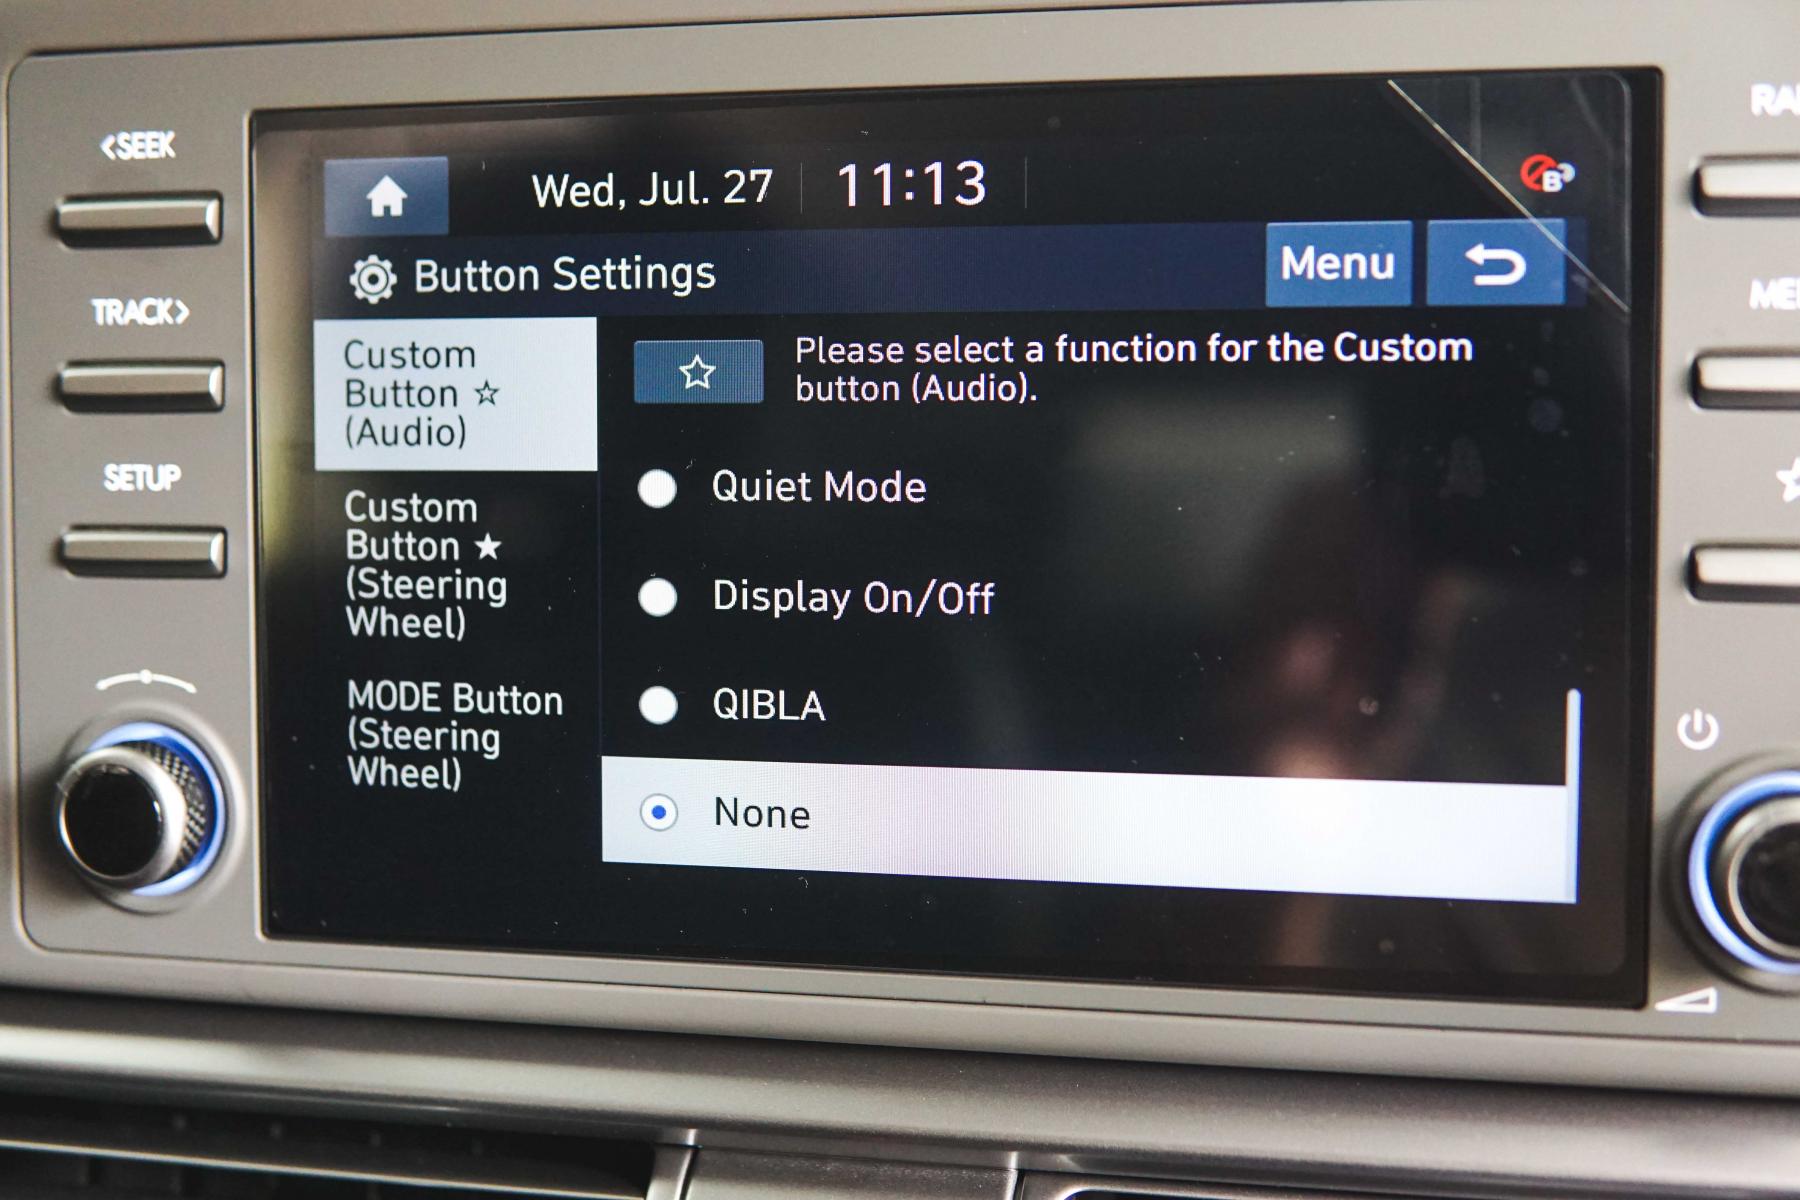 <SEEK
TRACK>
SETUP
Wed, Jul. 27
11:13
B
Button Settings
Menu
Custom
Button ☆
(Audio)
Custom
Button ★
(Steering
Wheel)
MODE Button
(Steering
Wheel)
☆
Please select a function for the Custom
button (Audio).
Quiet Mode
Display On/Off
QIBLA
None